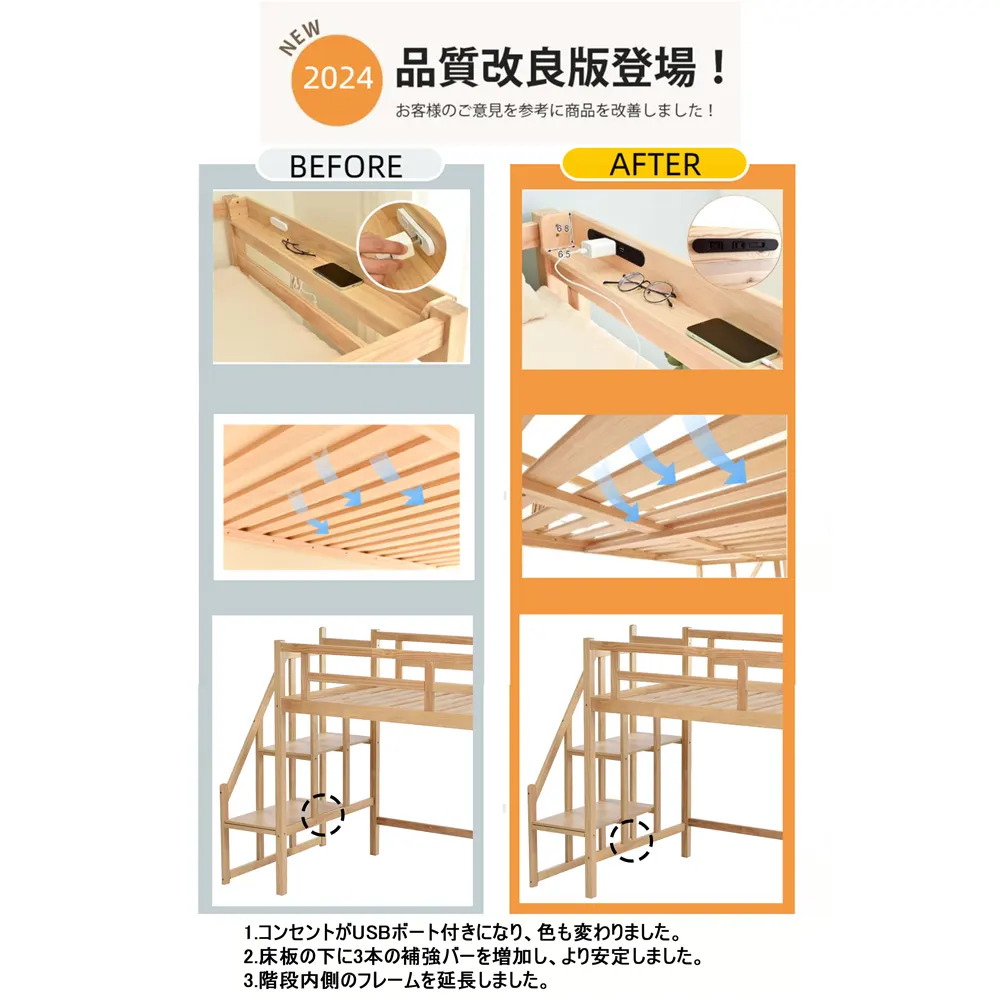 NEW
2024
品質改良版登場！
お客様のご意見を参考に商品を改善しました！
BEFORE
AFTER
6.8
6.5
1.コンセントがUSBポート付きになり、色も変わりました。
2.床板の下に3本の補強バーを増加し、より安定しました。
3.階段内側のフレームを延長しました。